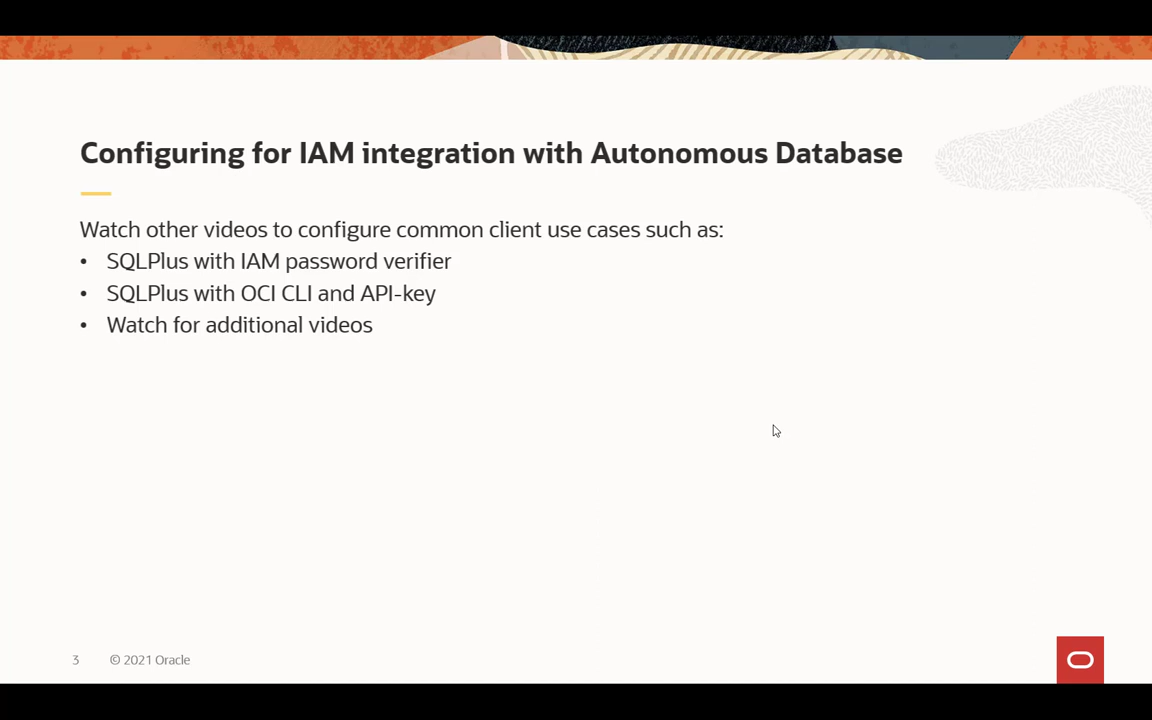 Configuring for IAM integration with Autonomous Database
Watch other videos to configure common client use cases such as:
• SQLPlus with IAM password verifier
• SQLPlus with OCI CLI and API-key
• Watch for additional videos
3 © 2021 Oracle